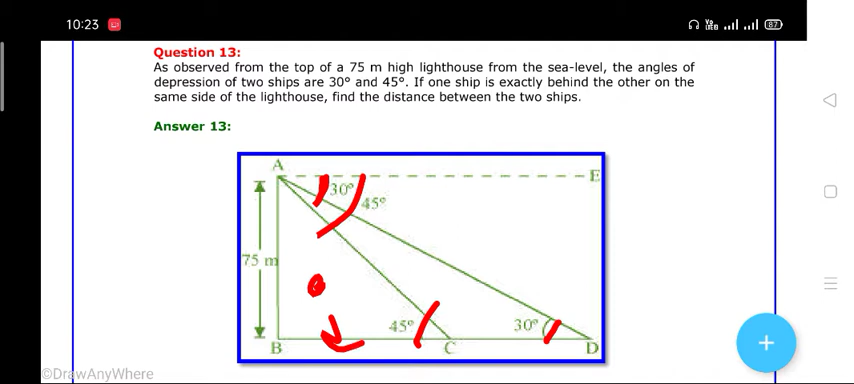 10:23
Vo
LTE 2
87
Question 13:
As observed from the top of a 75 m high lighthouse from the sea-level, the angles of
depression of two ships are 30° and 45°. If one ship is exactly behind the other on the
same side of the lighthouse, find the distance between the two ships.
Answer 13:
A
E
30°
45°
75 m
45°
30°
B
C
D
©DrawAnyWhere